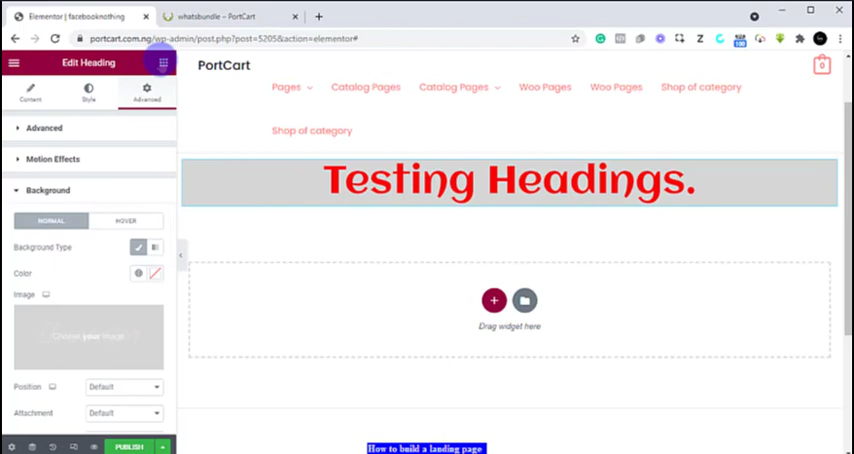 Elementor | facebooknothing
whatsbundle – PortCart
portcart.com.ng/wp-admin/post.php?post=5205&action=elementor#
Edit Heading
PortCart
0
Content
Style
Advanced
Pages
Catalog Pages
Catalog Pages
Woo Pages
Woo Pages
Shop of category
Shop of category
Advanced
Motion Effects
Testing Headings.
Background
NORMAL
HOVER
Background Type
Color
Image
Choose your Image
Position
Default
Attachment
Default
Drag widget here
PUBLISH
How to build a landing page